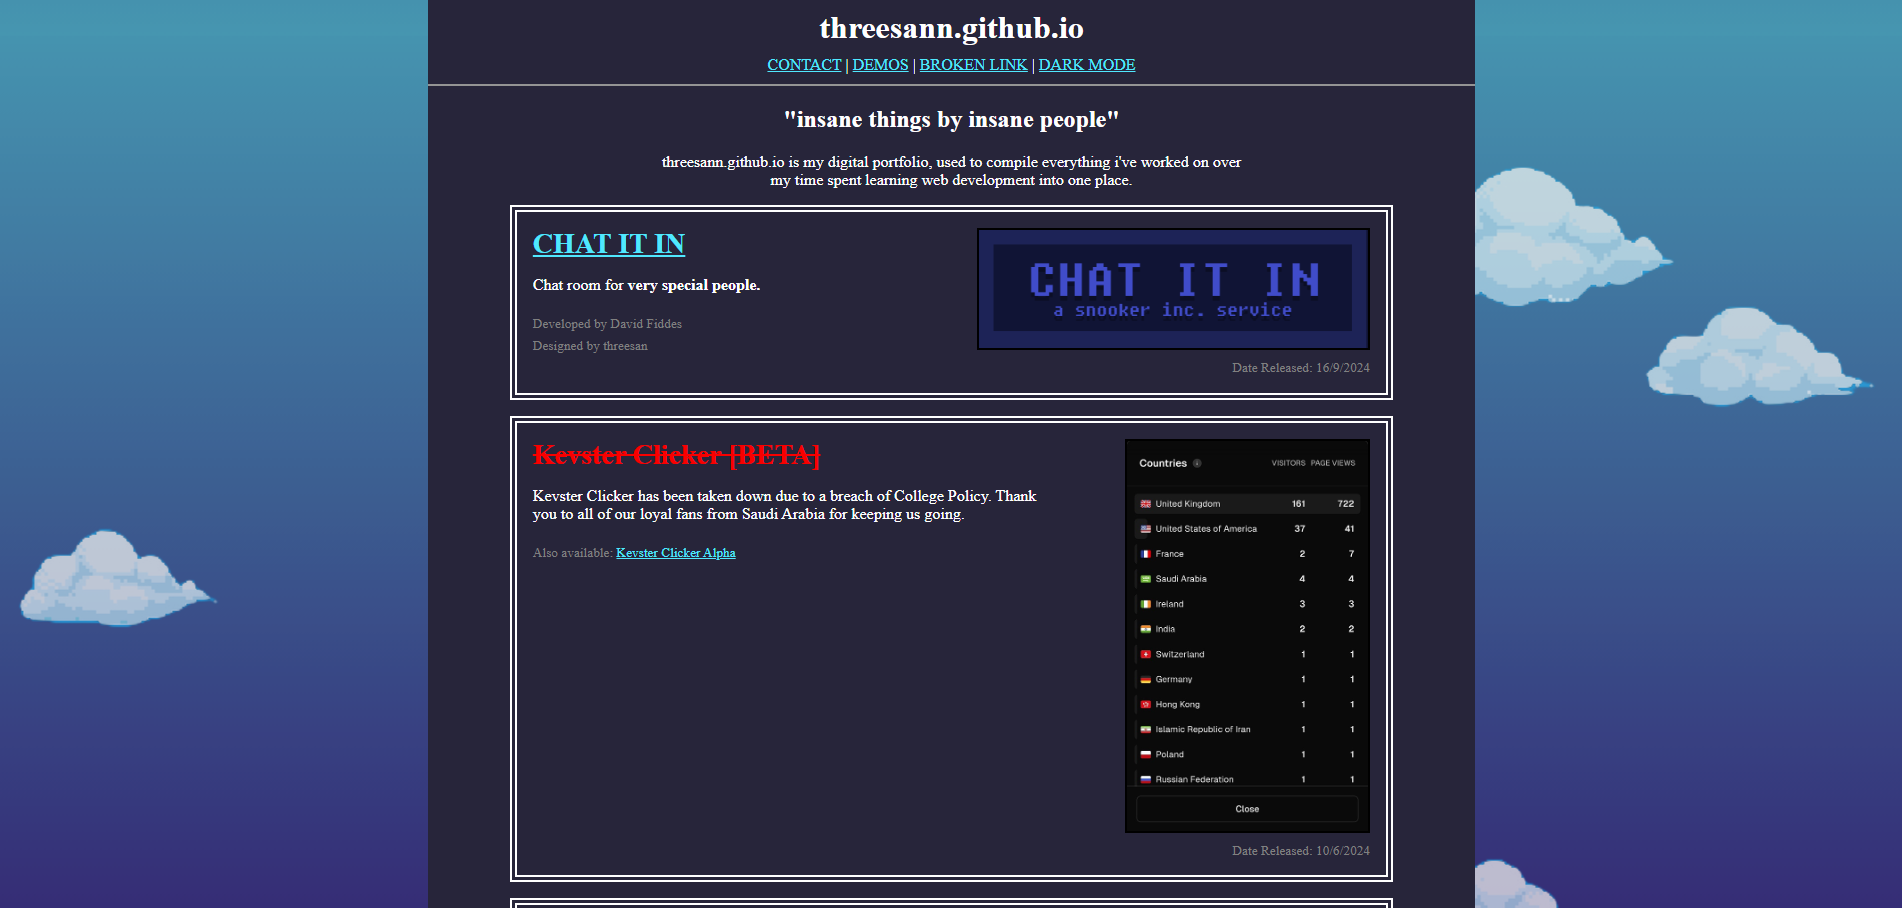 threesann.github.io
CONTACT | DEMOS | BROKEN LINK | DARK MODE
"insane things by insane people"
threesann.github.io is my digital portfolio, used to compile everything i've worked on over
my time spent learning web development into one place.
CHAT IT IN
Chat room for very special people.
Developed by David Fiddes
Designed by threesan
CHAT IT IN
a snooker inc. service
Date Released: 16/9/2024
Kevster Clicker [BETA]
Kevster Clicker has been taken down due to a breach of College Policy. Thank
you to all of our loyal fans from Saudi Arabia for keeping us going.
Also available: Kevster Clicker Alpha
Countries VISITORS PAGE VIEWS
United Kingdom 161 722
United States of America 37 41
France 2 7
Saudi Arabia 4 4
Ireland 3 3
India 2 2
Switzerland 1 1
Germany 1 1
Hong Kong 1 1
Islamic Republic of Iran 1 1
Poland 1 1
Russian Federation 1 1
Close
Date Released: 10/6/2024